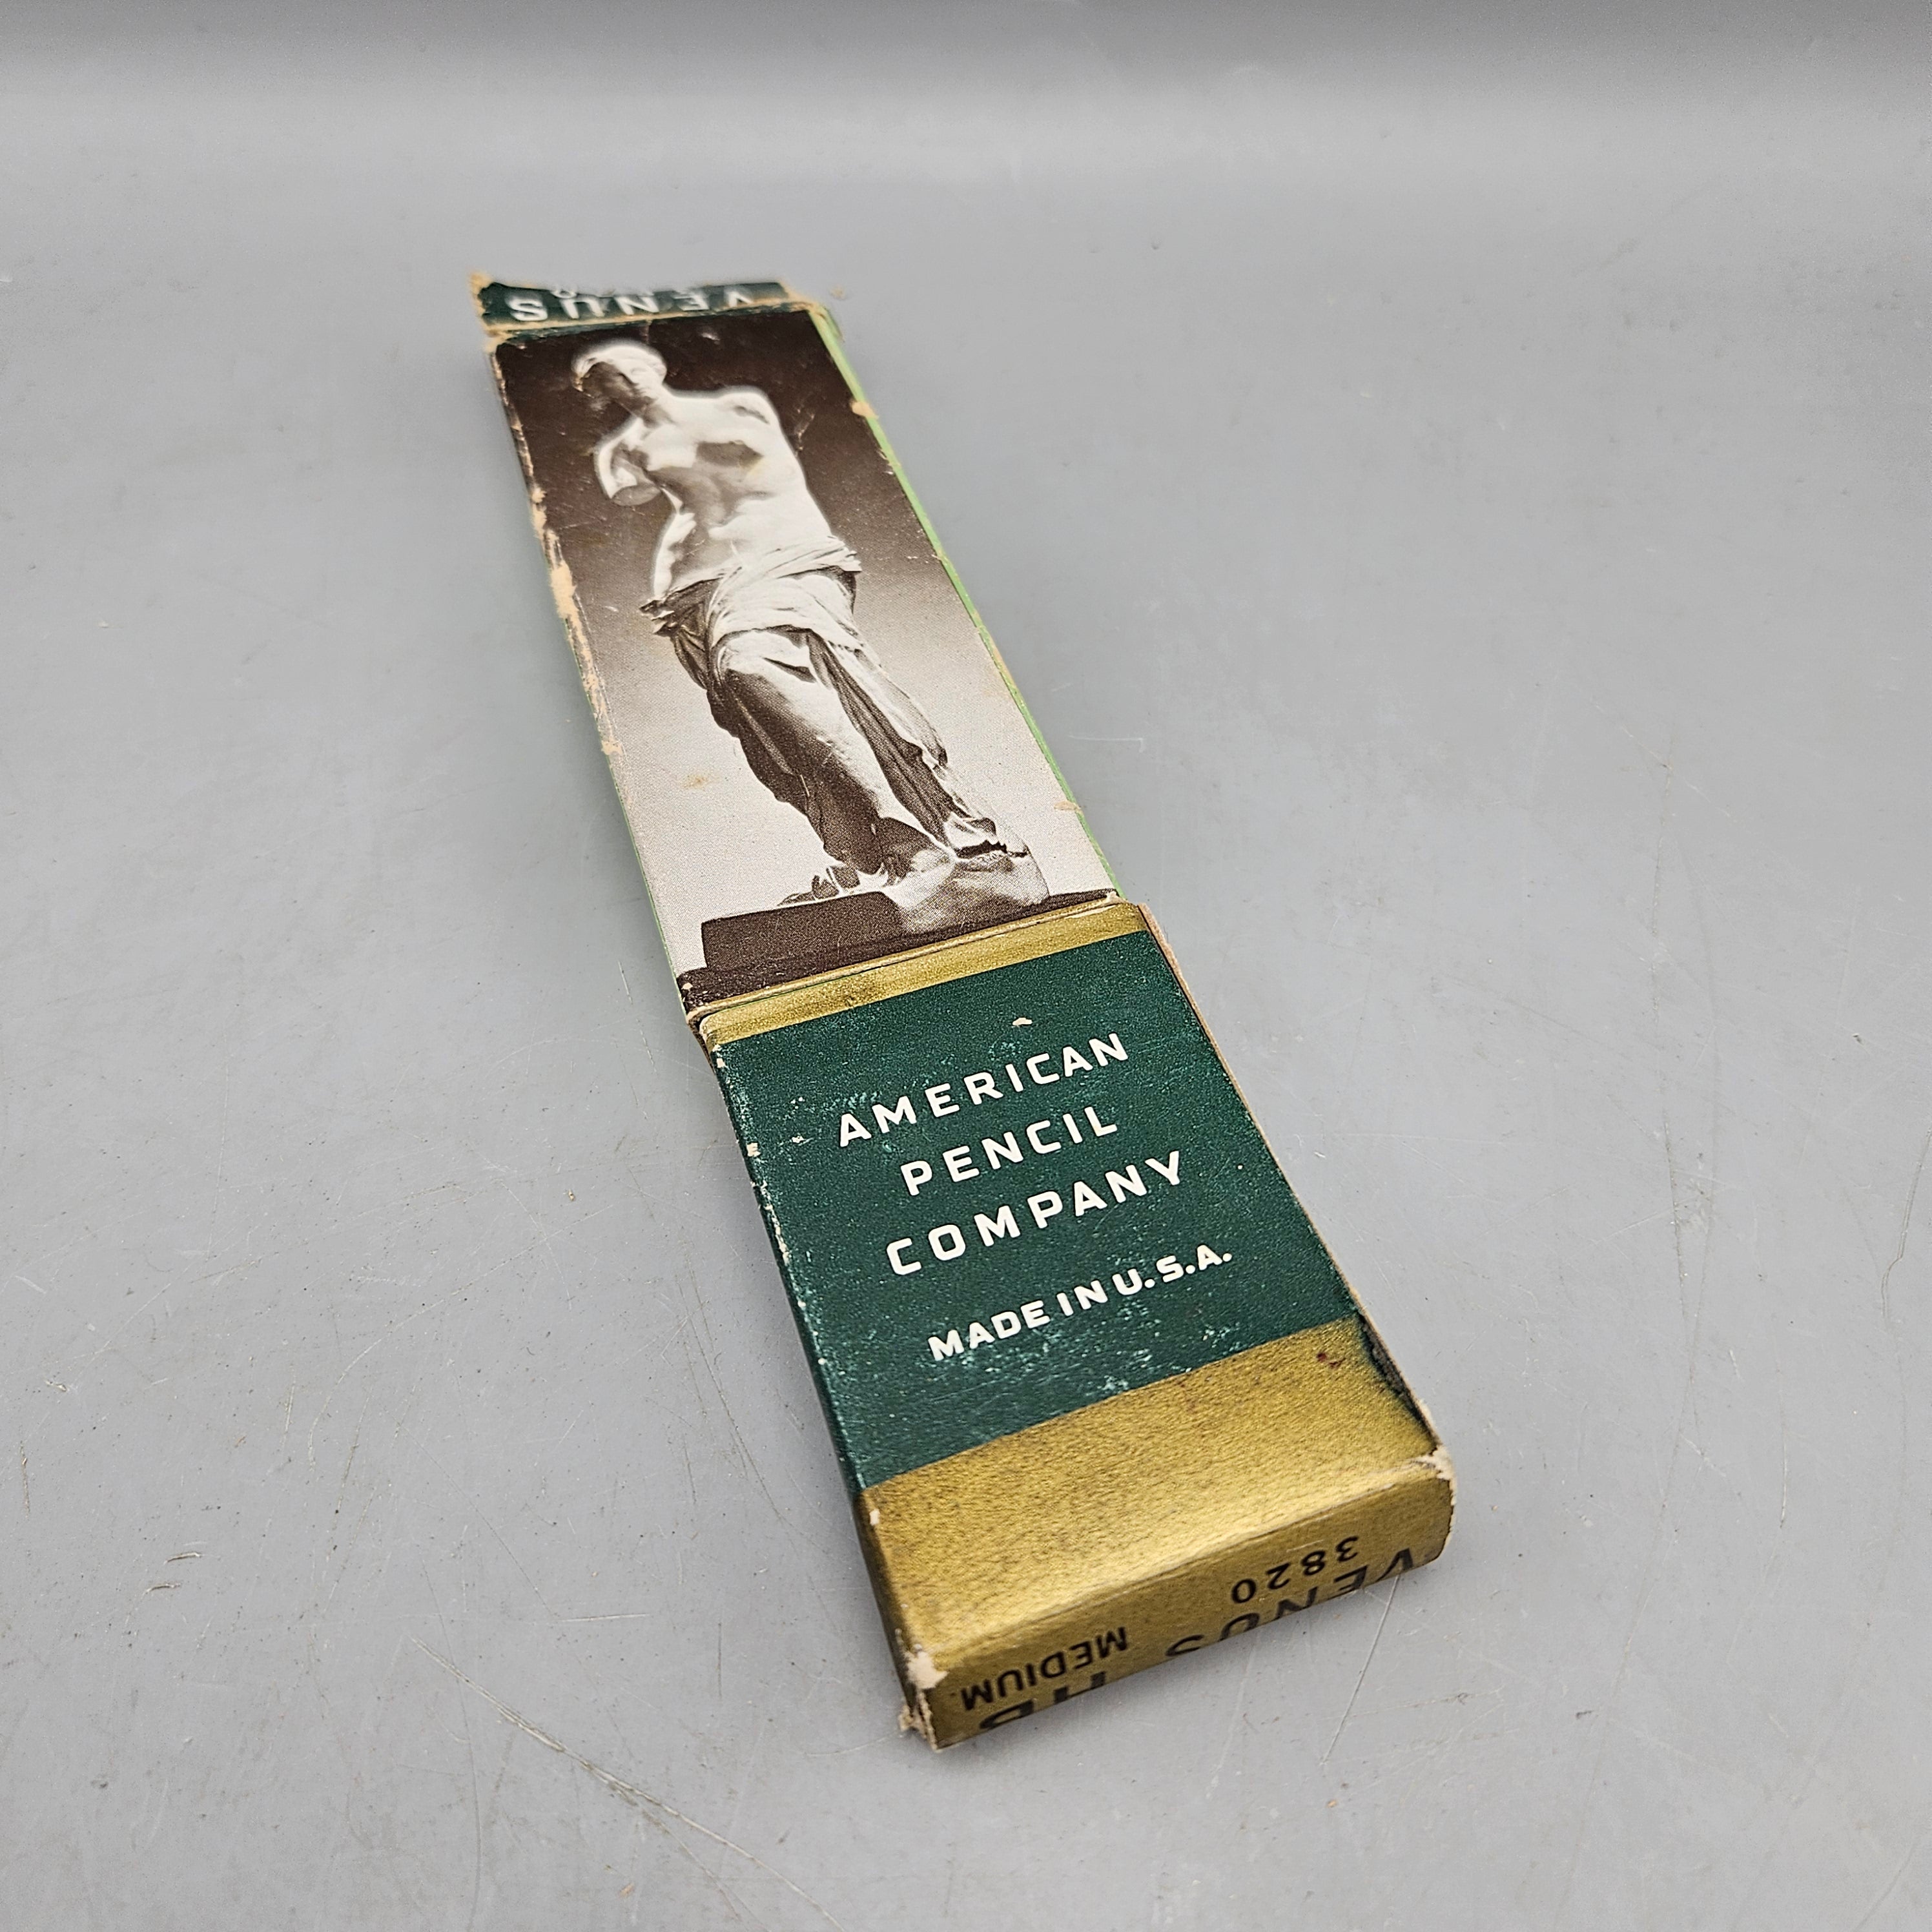 VENUS
AMERICAN
PENCIL
COMPANY
MADE IN U.S.A.
3820
VENUS
MEDIUM
HB